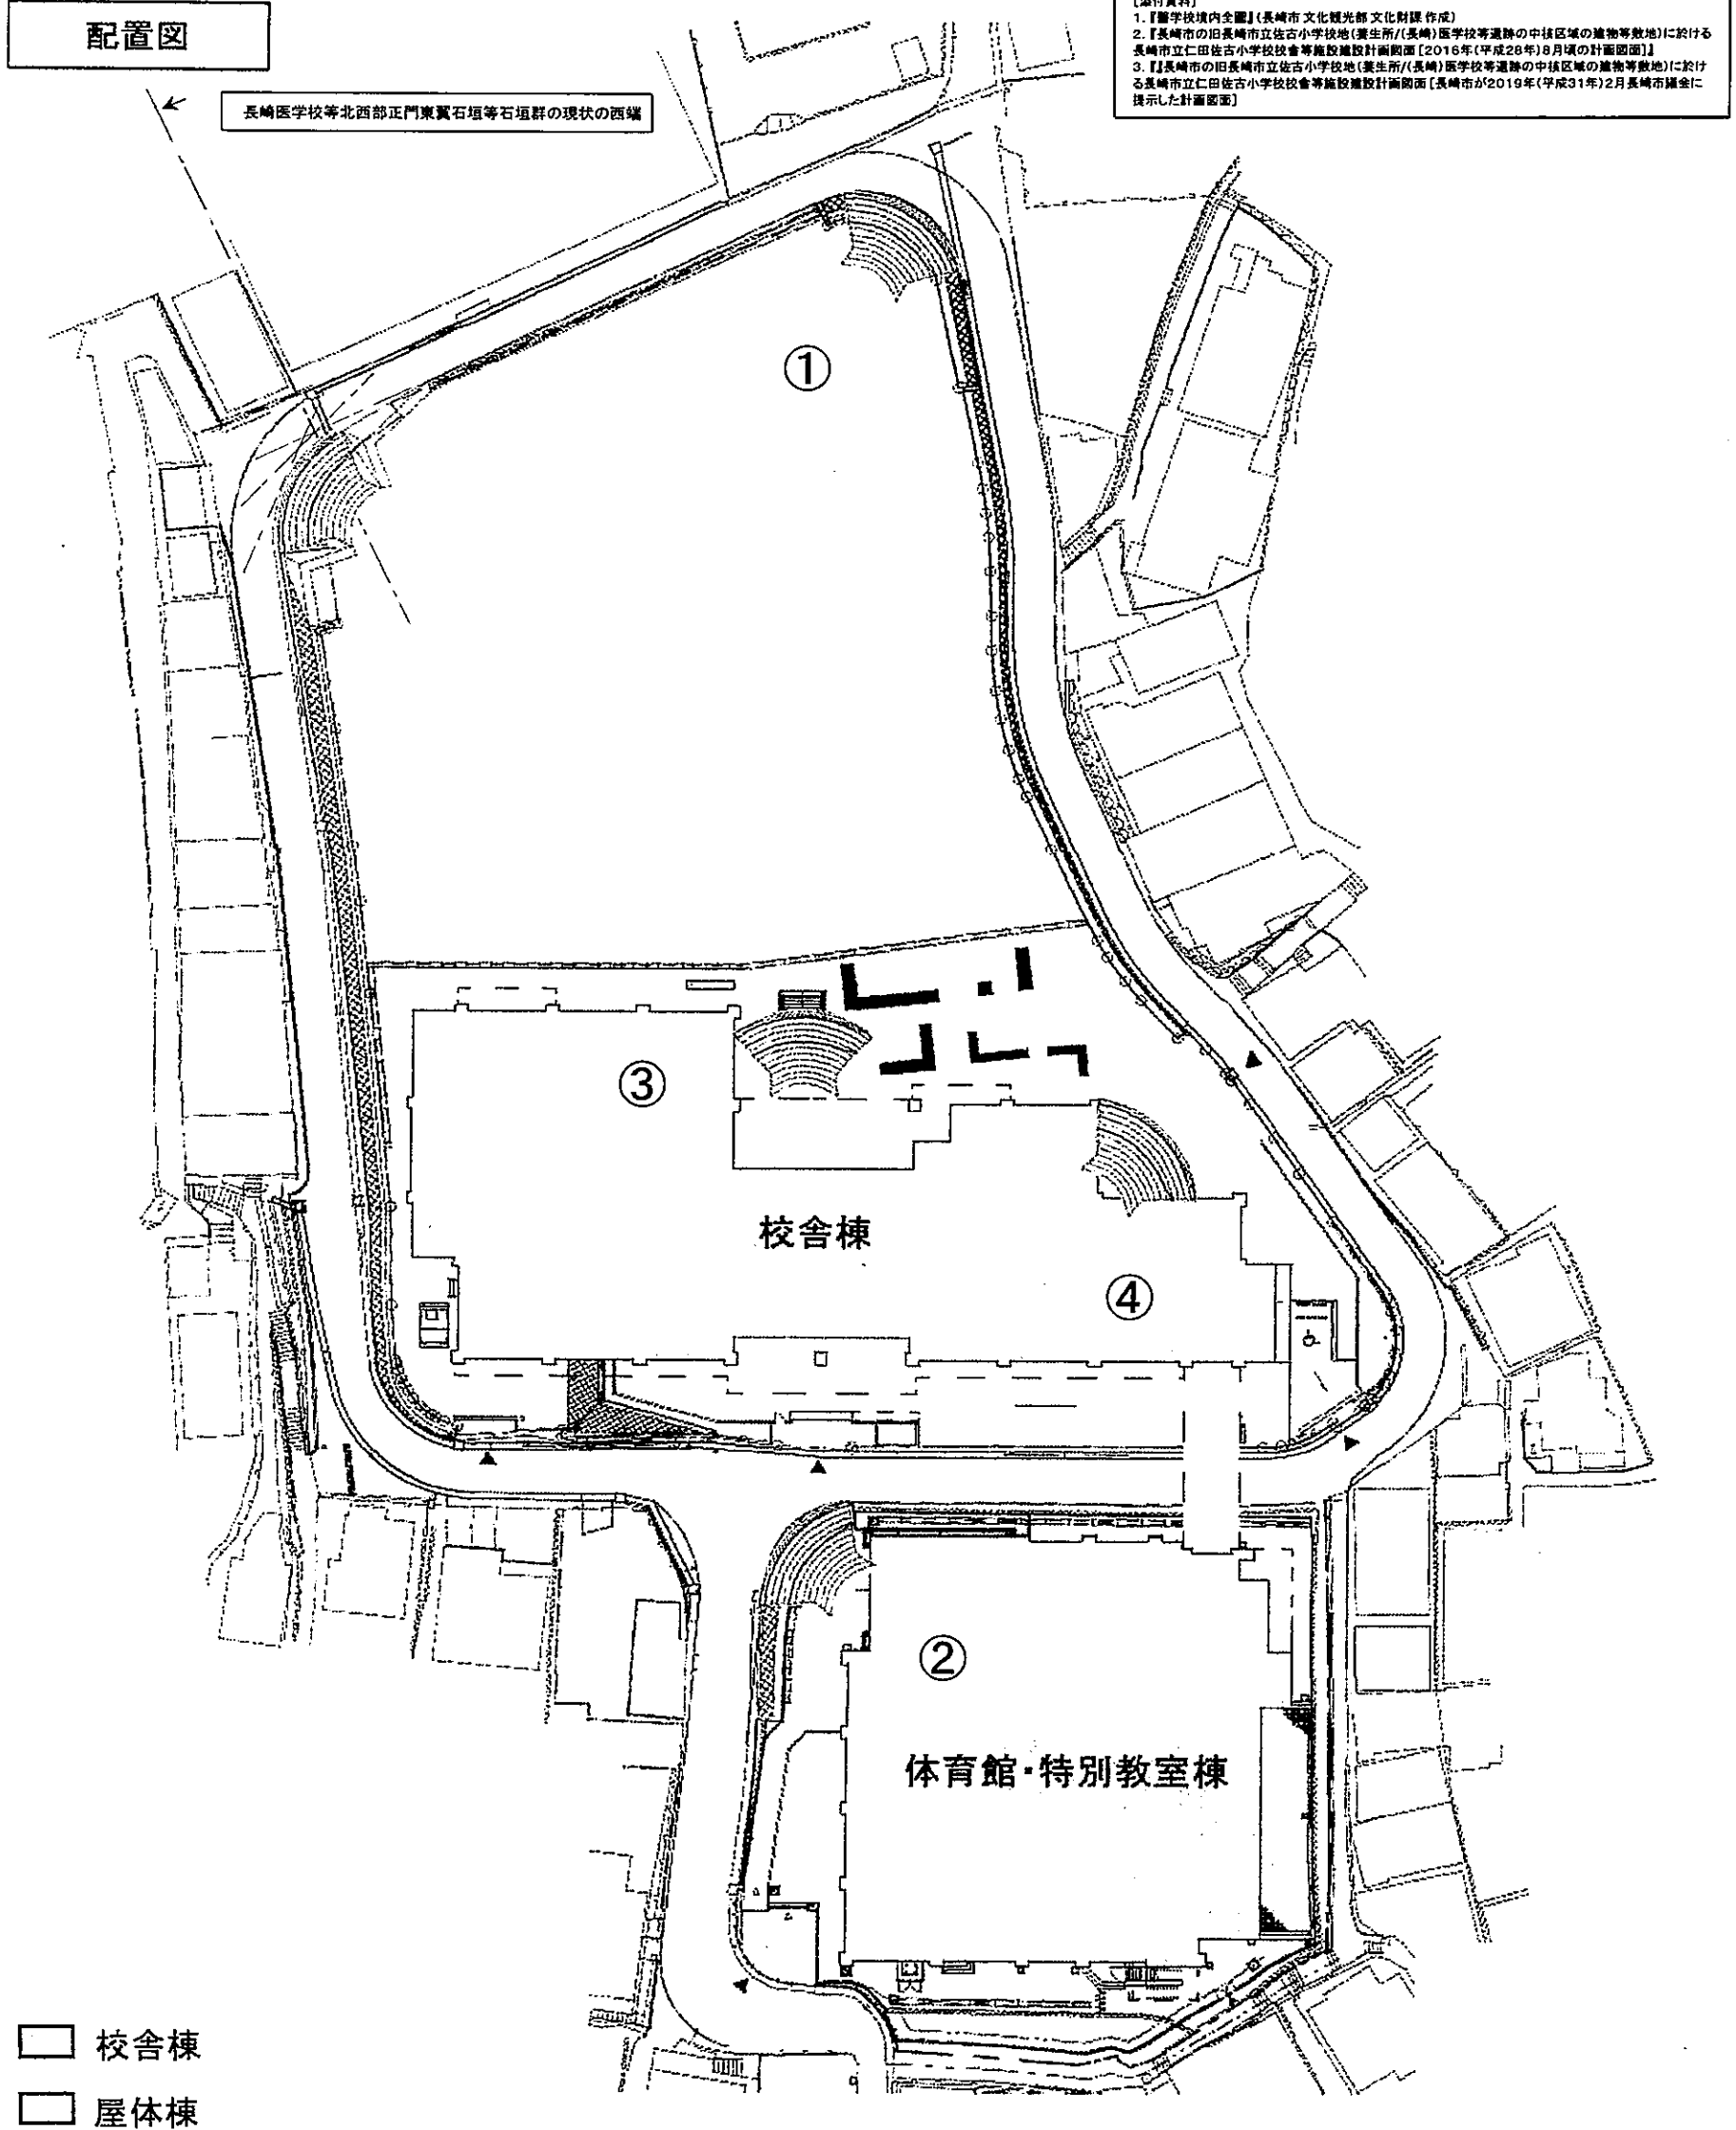 配置図
[添付資料]
1.『醫学校境内全圖』(長崎市 文化観光部 文化財課 作成)
2.『長崎市の旧長崎市立佐古小学校地(養生所/(長崎)医学校等遺跡の中核区域の建物等敷地)に於ける
長崎市立仁田佐古小学校校舎等施設建設計画図面[2016年(平成28年)8月頃の計画図面]』
3.『長崎市の旧長崎市立佐古小学校地(養生所/(長崎)医学校等遺跡の中核区域の建物等敷地)に於け
る長崎市立仁田佐古小学校校舎等施設建設計画図面[長崎市が2019年(平成31年)2月長崎市議会に
提示した計画図面]
長崎医学校等北西部正門東翼石垣等石垣群の現状の西端
①
③
校舎棟
④
②
体育館・特別教室棟
校舎棟
屋体棟